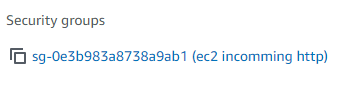 Security groups
sg-0e3b983a8738a9ab1 (ec2 incomming http)